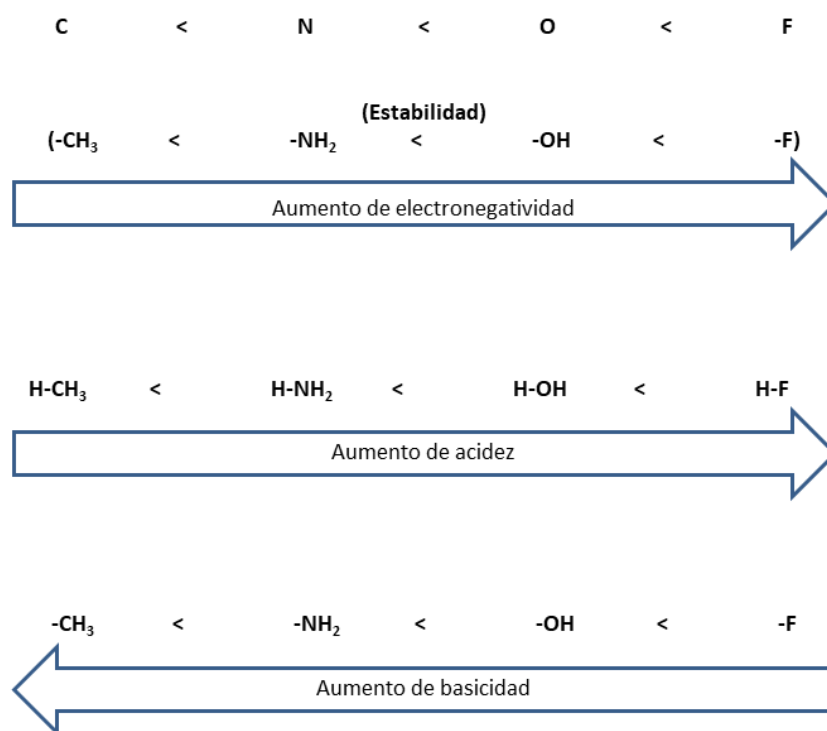 C < N < O < F
(Estabilidad)
(-CH₃ < -NH₂ < -OH < -F)
Aumento de electronegatividad
H-CH₃ < H-NH₂ < H-OH < H-F
Aumento de acidez
-CH₃ < -NH₂ < -OH < -F
Aumento de basicidad